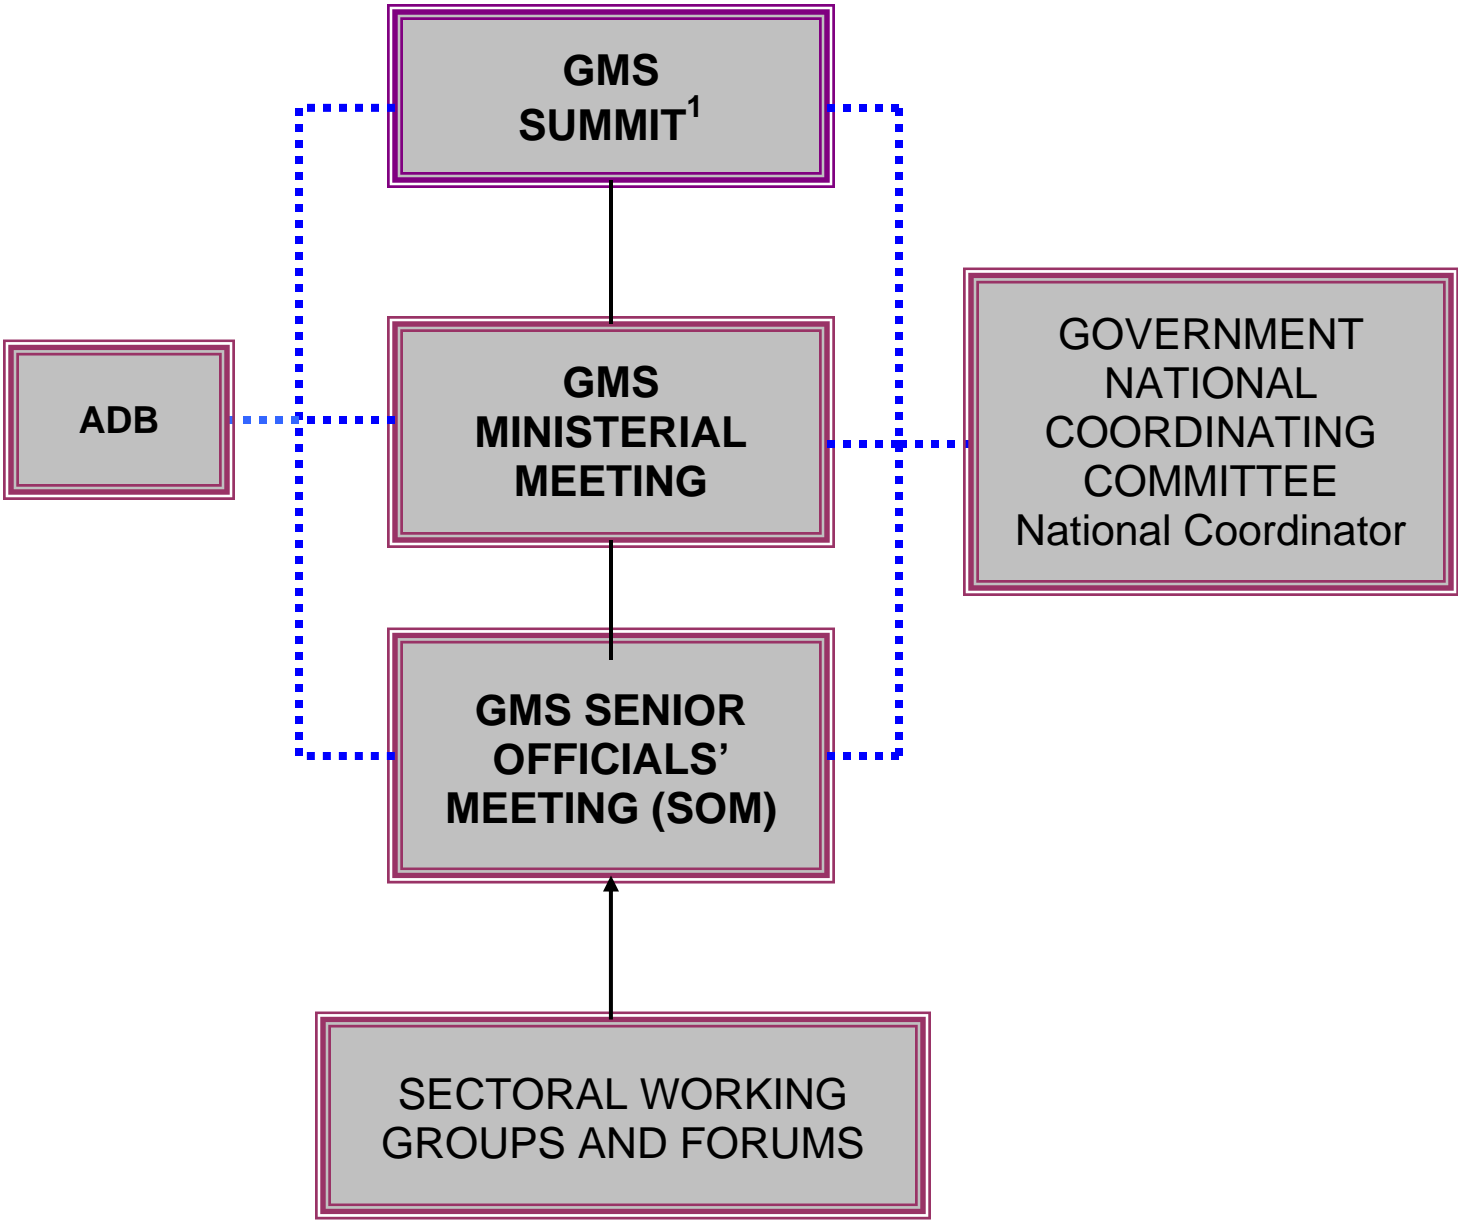 GMS
SUMMIT¹
ADB
GMS
MINISTERIAL
MEETING
GOVERNMENT
NATIONAL
COORDINATING
COMMITTEE
National Coordinator
GMS SENIOR
OFFICIALS’
MEETING (SOM)
SECTORAL WORKING
GROUPS AND FORUMS